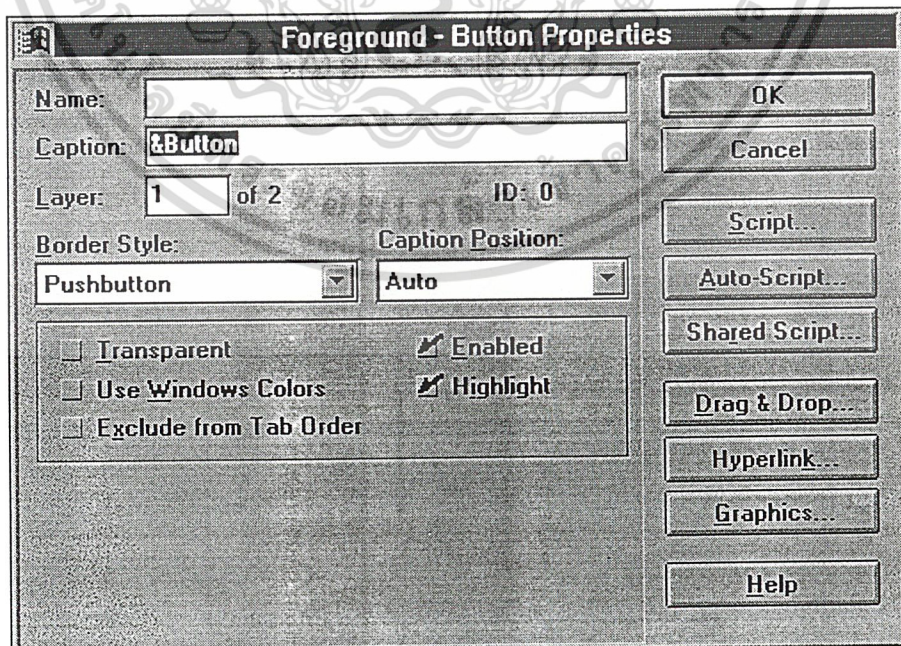 Foreground - Button Properties
Name:
Caption: &Button
Layer: 1 of 2 ID: 0
Border Style: Caption Position:
Pushbutton Auto
Transparent Enabled
Use Windows Colors Highlight
Exclude from Tab Order
OK
Cancel
Script...
Auto-Script...
Shared Script...
Drag & Drop...
Hyperlink...
Graphics...
Help